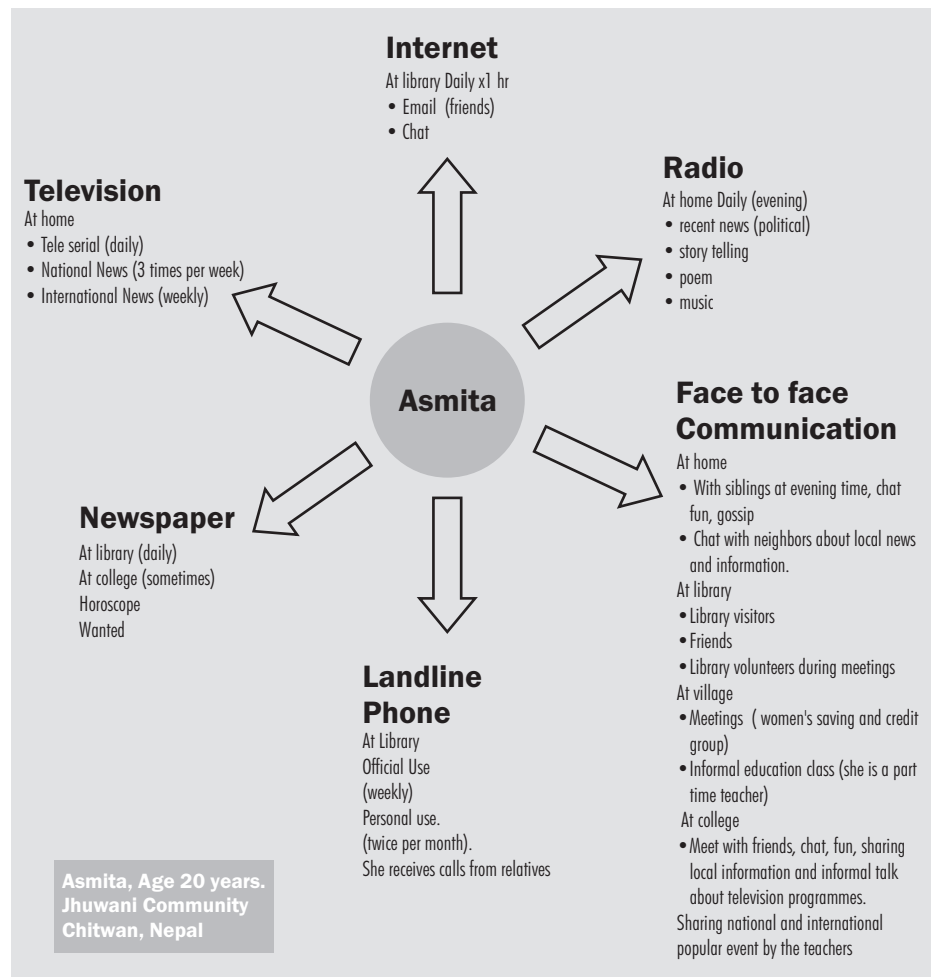 Internet
At library Daily x1 hr
• Email (friends)
• Chat
Television
At home
• Tele serial (daily)
• National News (3 times per week)
• International News (weekly)
Radio
At home Daily (evening)
• recent news (political)
• story telling
• poem
• music
Asmita
Face to face
Communication
At home
• With siblings at evening time, chat
fun, gossip
• Chat with neighbors about local news
and information.
At library
• Library visitors
• Friends
• Library volunteers during meetings
At village
• Meetings ( women's saving and credit
group)
• Informal education class (she is a part
time teacher)
At college
• Meet with friends, chat, fun, sharing
local information and informal talk
about television programmes.
Sharing national and international
popular event by the teachers
Newspaper
At library (daily)
At college (sometimes)
Horoscope
Wanted
Landline
Phone
At Library
Official Use
(weekly)
Personal use.
(twice per month).
She receives calls from relatives
Asmita, Age 20 years.
Jhuwani Community
Chitwan, Nepal